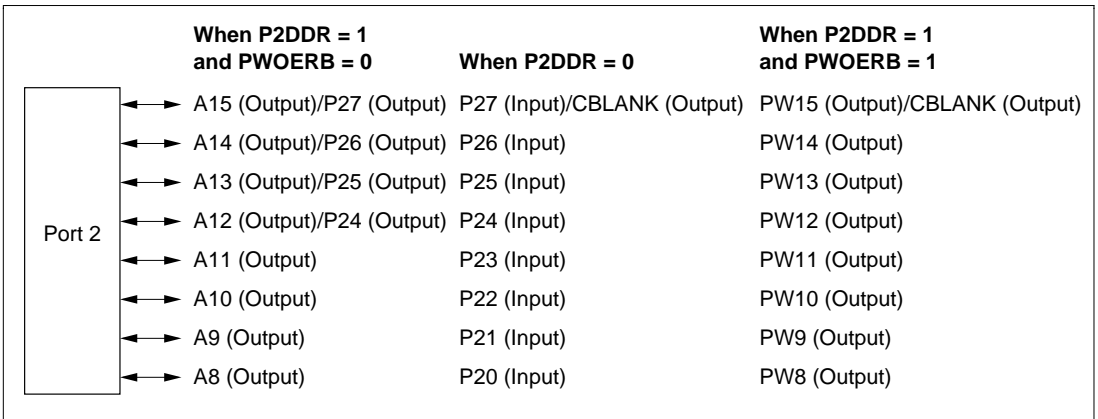 When P2DDR = 1 and PWOERB = 0 When P2DDR = 0 When P2DDR = 1 and PWOERB = 1
A15 (Output)/P27 (Output) P27 (Input)/CBLANK (Output) PW15 (Output)/CBLANK (Output)
A14 (Output)/P26 (Output) P26 (Input) PW14 (Output)
A13 (Output)/P25 (Output) P25 (Input) PW13 (Output)
A12 (Output)/P24 (Output) P24 (Input) PW12 (Output)
Port 2
A11 (Output) P23 (Input) PW11 (Output)
A10 (Output) P22 (Input) PW10 (Output)
A9 (Output) P21 (Input) PW9 (Output)
A8 (Output) P20 (Input) PW8 (Output)